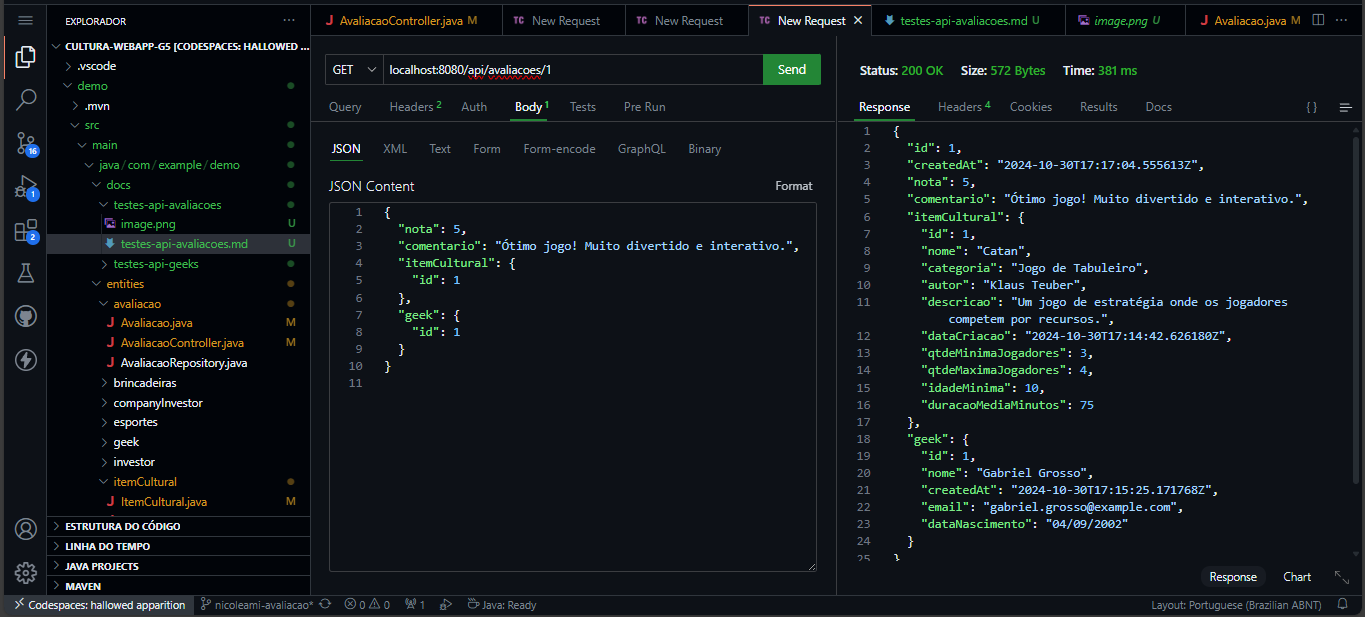 EXPLORADOR
CULTURA-WEBAPP-G5 [CODESPACES: HALLOWED ...
.vscode
demo
.mvn
src
main
java / com / example / demo
docs
testes-api-avaliacoes
image.png U
testes-api-avaliacoes.md U
testes-api-geeks
entities
avaliacao
Avaliacao.java M
AvaliacaoController.java M
AvaliacaoRepository.java
brincadeiras
companyInvestor
esportes
geek
investor
itemCultural
ItemCultural.java M
ESTRUTURA DO CÓDIGO
LINHA DO TEMPO
JAVA PROJECTS
MAVEN
16
1
2
AvaliacaoController.java M
TC New Request
TC New Request
TC New Request
testes-api-avaliacoes.md U
image.png U
Avaliacao.java M
GET localhost:8080/api/avaliacoes/1 Send
Query Headers 2 Auth Body 1 Tests Pre Run
JSON XML Text Form Form-encode GraphQL Binary
JSON Content Format
1 {
2 "nota": 5,
3 "comentario": "Ótimo jogo! Muito divertido e interativo.",
4 "itemCultural": {
5 "id": 1
6 },
7 "geek": {
8 "id": 1
9 }
10 }
11
Status: 200 OK Size: 572 Bytes Time: 381 ms
Response Headers 4 Cookies Results Docs { }
1 {
2 "id": 1,
3 "createdAt": "2024-10-30T17:17:04.555613Z",
4 "nota": 5,
5 "comentario": "Ótimo jogo! Muito divertido e interativo.",
6 "itemCultural": {
7 "id": 1,
8 "nome": "Catan",
9 "categoria": "Jogo de Tabuleiro",
10 "autor": "Klaus Teuber",
11 "descricao": "Um jogo de estratégia onde os jogadores
competem por recursos.",
12 "dataCriacao": "2024-10-30T17:14:42.626180Z",
13 "qtdeMinimaJogadores": 3,
14 "qtdeMaximaJogadores": 4,
15 "idadeMinima": 10,
16 "duracaoMediaMinutos": 75
17 },
18 "geek": {
19 "id": 1,
20 "nome": "Gabriel Grosso",
21 "createdAt": "2024-10-30T17:15:25.171768Z",
22 "email": "gabriel.grosso@example.com",
23 "dataNascimento": "04/09/2002"
24 }
25 }
Response Chart
Codespaces: hallowed apparition nicoleami-avaliacao* 0 0 1 Java: Ready Layout: Portuguese (Brazilian ABNT)